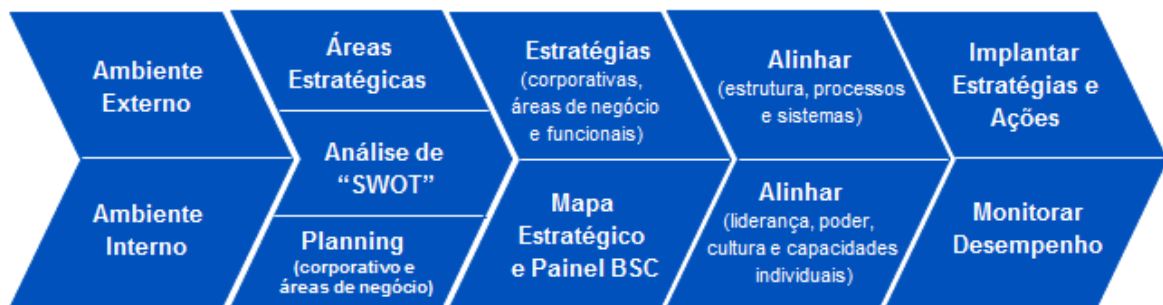 Ambiente
Externo
Ambiente
Interno
Áreas
Estratégicas
Análise de
“SWOT”
Planning
(corporativo e
áreas de negócio)
Estratégias
(corporativas,
áreas de negócio
e funcionais)
Mapa
Estratégico
e Painel BSC
Alinhar
(estrutura, processos
e sistemas)
Alinhar
(liderança, poder,
cultura e capacidades
individuais)
Implantar
Estratégias e
Ações
Monitorar
Desempenho